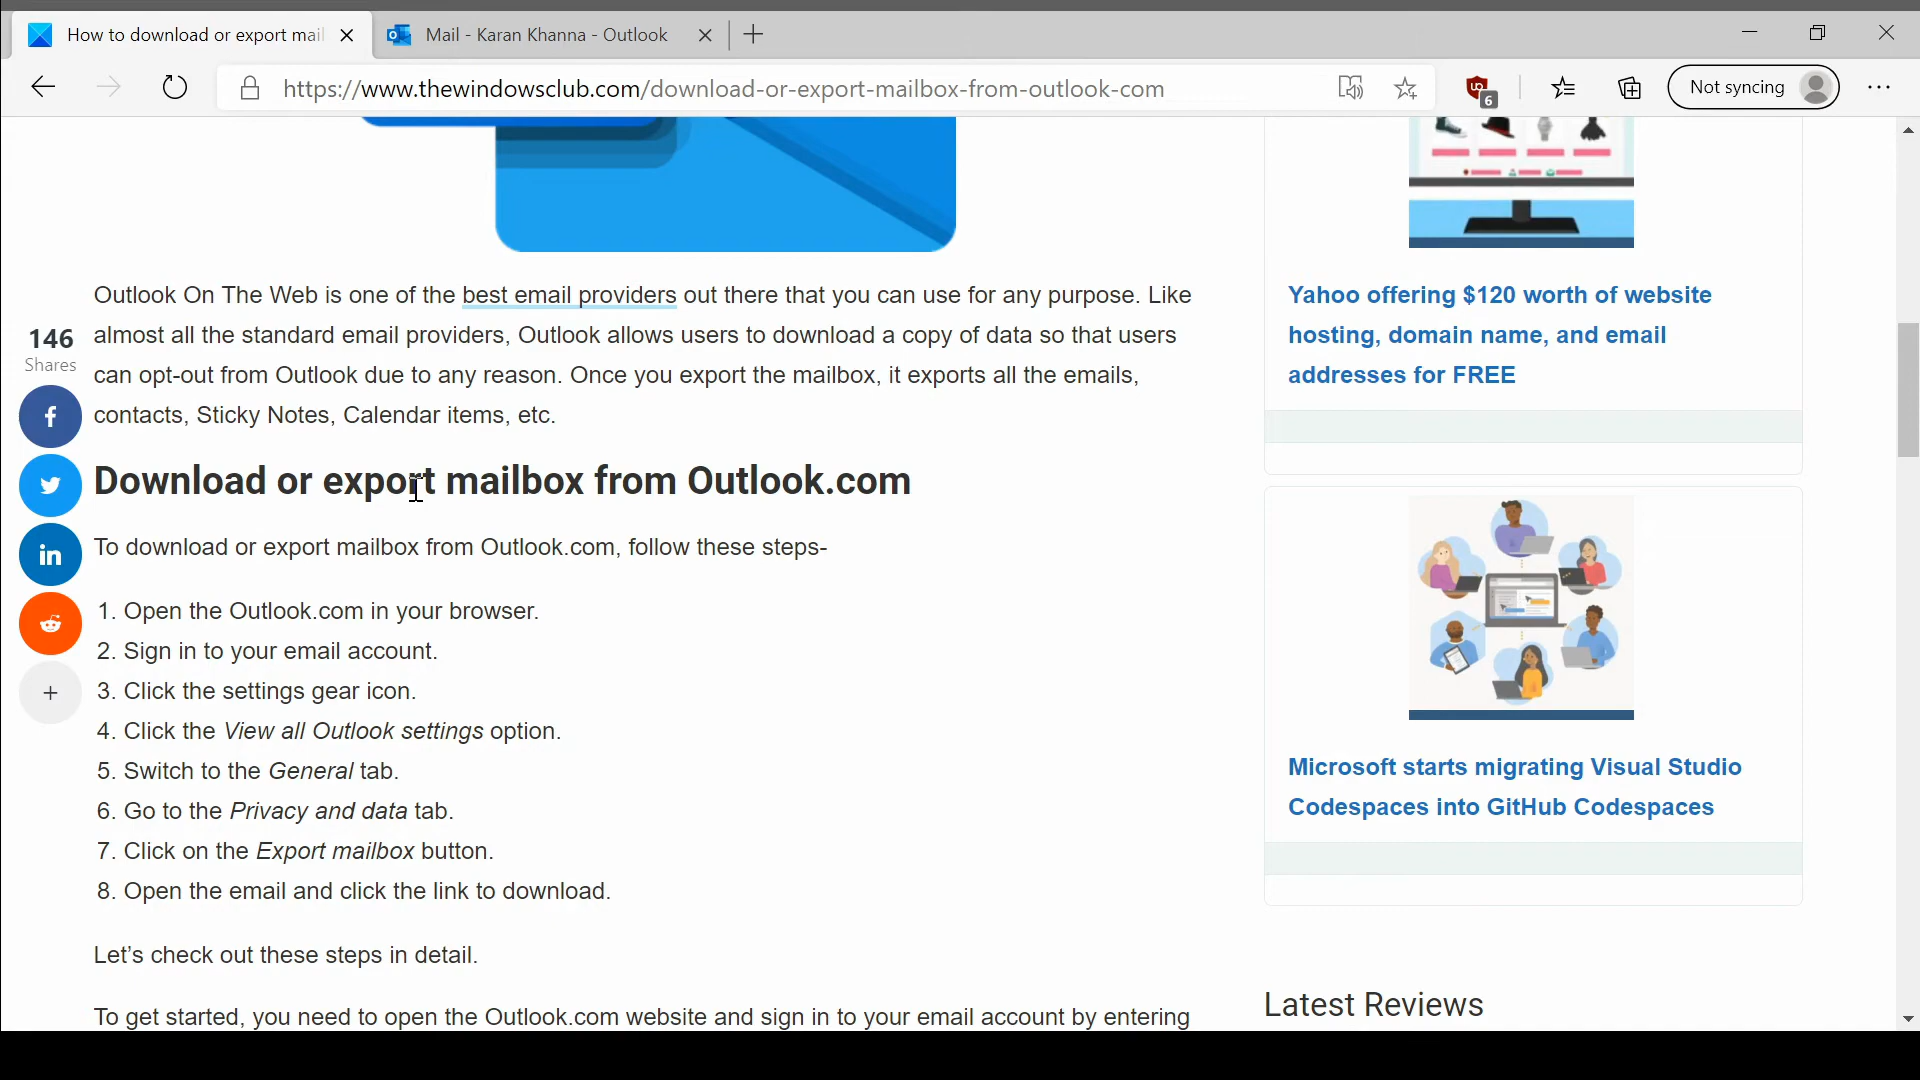 How to download or export mail
Mail - Karan Khanna - Outlook
https://www.thewindowsclub.com/download-or-export-mailbox-from-outlook-com
6
Not syncing
Outlook On The Web is one of the best email providers out there that you can use for any purpose. Like
almost all the standard email providers, Outlook allows users to download a copy of data so that users
can opt-out from Outlook due to any reason. Once you export the mailbox, it exports all the emails,
contacts, Sticky Notes, Calendar items, etc.
146
Shares
Download or export mailbox from Outlook.com
To download or export mailbox from Outlook.com, follow these steps-
1. Open the Outlook.com in your browser.
2. Sign in to your email account.
3. Click the settings gear icon.
4. Click the View all Outlook settings option.
5. Switch to the General tab.
6. Go to the Privacy and data tab.
7. Click on the Export mailbox button.
8. Open the email and click the link to download.
Let’s check out these steps in detail.
To get started, you need to open the Outlook.com website and sign in to your email account by entering
Yahoo offering $120 worth of website
hosting, domain name, and email
addresses for FREE
Microsoft starts migrating Visual Studio
Codespaces into GitHub Codespaces
Latest Reviews